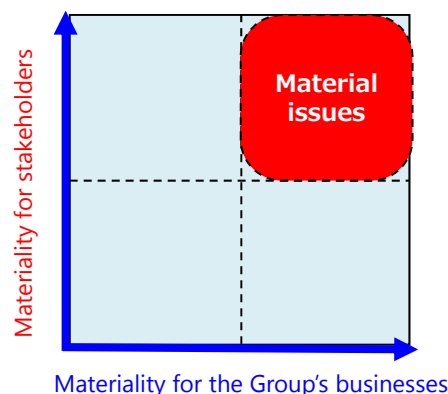 Material
issues
Materiality for stakeholders
Materiality for the Group's businesses